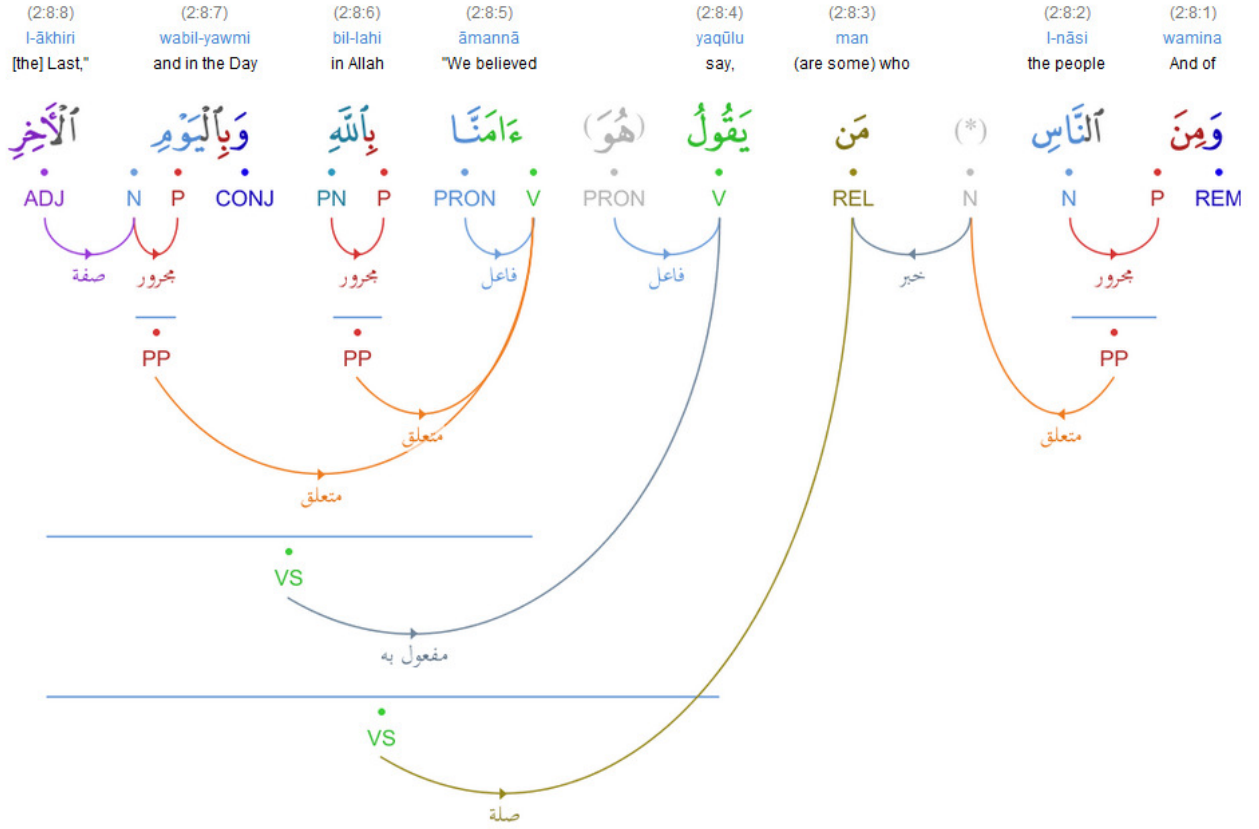 (2:8:1) (2:8:2) (2:8:3) (2:8:4) (2:8:5) (2:8:6) (2:8:7) (2:8:8)
wamina l-nāsi man yaqūlu āmannā bil-lahi wabil-yawmi l-ākhiri
And of the people (are some) who say, "We believed in Allah and in the Day [the] Last,"
وَمِنَ ٱلنَّاسِ (*) مَن يَقُولُ (هُوَ) ءَامَنَّا بِٱللَّهِ وَبِٱلْيَوْمِ ٱلْأَخِرِ
REM P N N REL V PRON V PRON P PN CONJ P N ADJ
مجرور خبر فاعل فاعل مجرور مجرور صفة
PP PP PP
متعلق متعلق
متعلق
VS
مفعول به
VS
صلة